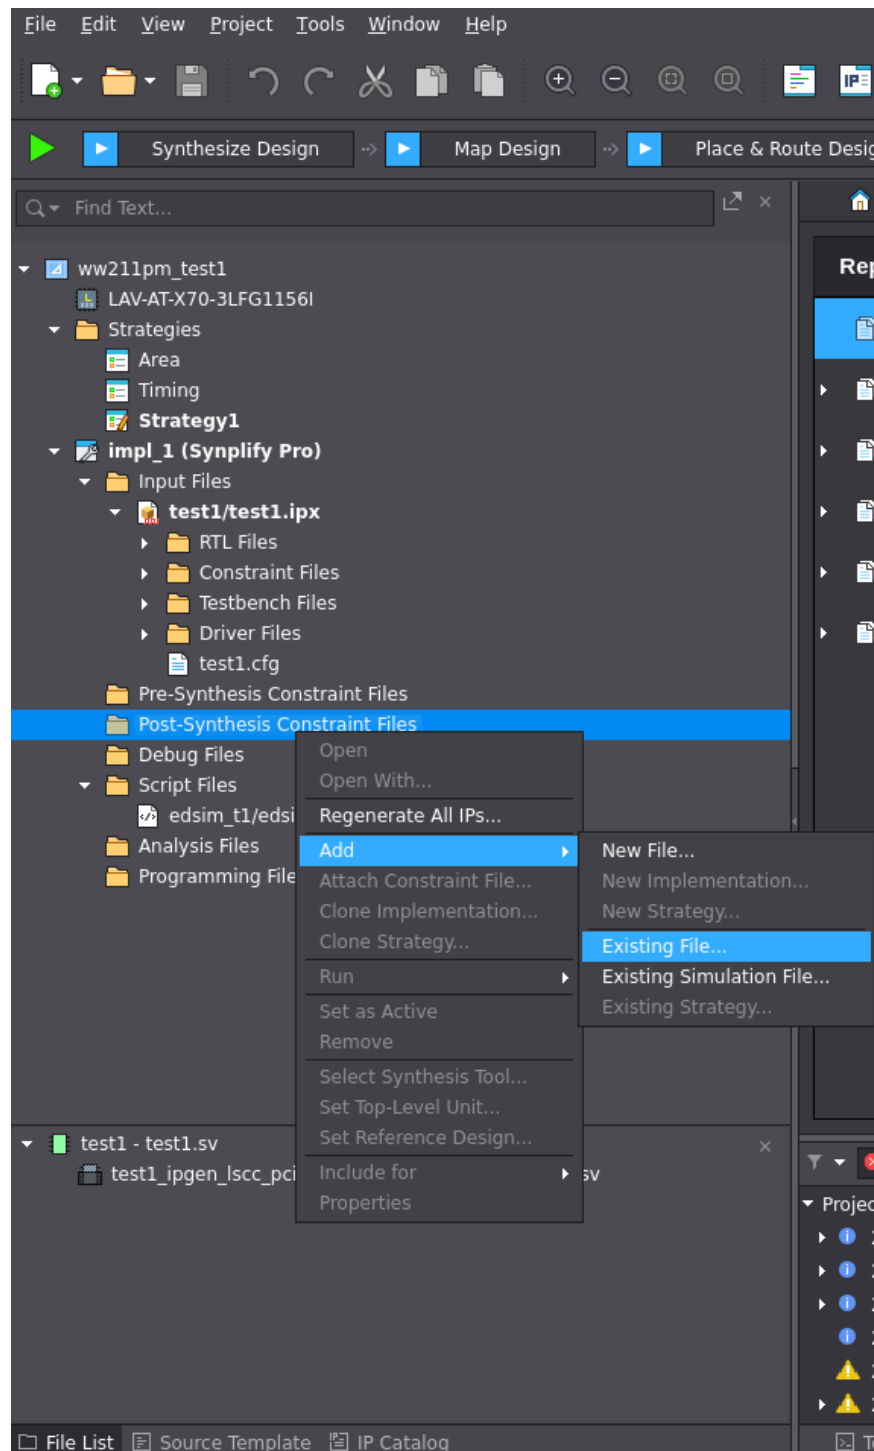 File Edit View Project Tools Window Help
IP
Synthesize Design Map Design Place & Route Desig
Find Text...
ww211pm_test1
LAV-AT-X70-3LFG1156I
Strategies
Area
Timing
Strategy1
impl_1 (Synplify Pro)
Input Files
test1/test1.ipx
RTL Files
Constraint Files
Testbench Files
Driver Files
test1.cfg
Pre-Synthesis Constraint Files
Post-Synthesis Constraint Files
Debug Files
Script Files
edsim_t1/edsi
Analysis Files
Programming File
Open
Open With...
Regenerate All IPs...
Add
Attach Constraint File...
Clone Implementation...
Clone Strategy...
Run
Set as Active
Remove
Select Synthesis Tool...
Set Top-Level Unit...
Set Reference Design...
Include for
Properties
New File...
New Implementation...
New Strategy...
Existing File...
Existing Simulation File...
Existing Strategy...
test1 - test1.sv
test1_ipgen_lscc_pci sv
File List Source Template IP Catalog
Rep
Projec